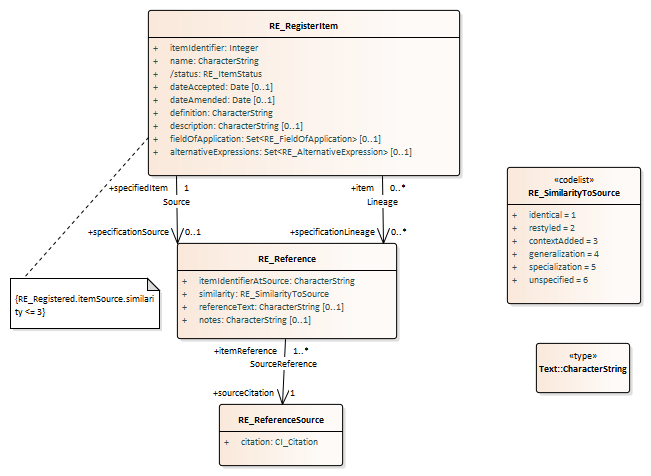 RE_RegisterItem
+ itemIdentifier: Integer
+ name: CharacterString
+ /status: RE_ItemStatus
+ dateAccepted: Date [0..1]
+ dateAmended: Date [0..1]
+ definition: CharacterString
+ description: CharacterString [0..1]
+ fieldOfApplication: Set<RE_FieldOfApplication> [0..1]
+ alternativeExpressions: Set<RE_AlternativeExpression> [0..1]
+specifiedItem 1
Source
+specificationSource 0..1
+item 0..*
Lineage
+specificationLineage 0..*
RE_Reference
+ itemIdentifierAtSource: CharacterString
+ similarity: RE_SimilarityToSource
+ referenceText: CharacterString [0..1]
+ notes: CharacterString [0..1]
{RE_Registered.itemSource.similari
ty <= 3}
+itemReference 1..*
SourceReference
+sourceCitation 1
RE_ReferenceSource
+ citation: CI_Citation
«codelist»
RE_SimilarityToSource
+ identical = 1
+ restyled = 2
+ contextAdded = 3
+ generalization = 4
+ specialization = 5
+ unspecified = 6
«type»
Text::CharacterString